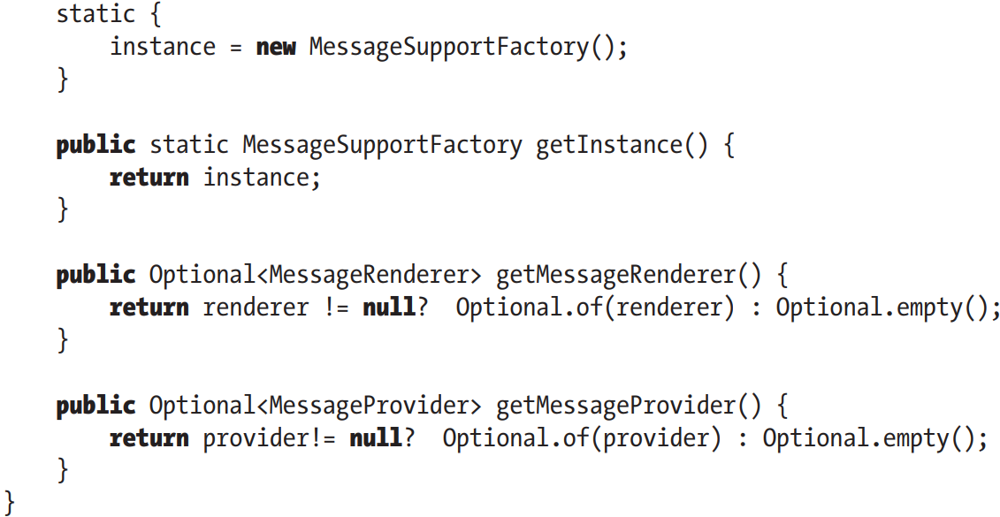 static {
instance = new MessageSupportFactory();
}
public static MessageSupportFactory getInstance() {
return instance;
}
public Optional<MessageRenderer> getMessageRenderer() {
return renderer != null?  Optional.of(renderer) : Optional.empty();
}
public Optional<MessageProvider> getMessageProvider() {
return provider!= null?  Optional.of(provider) : Optional.empty();
}
}